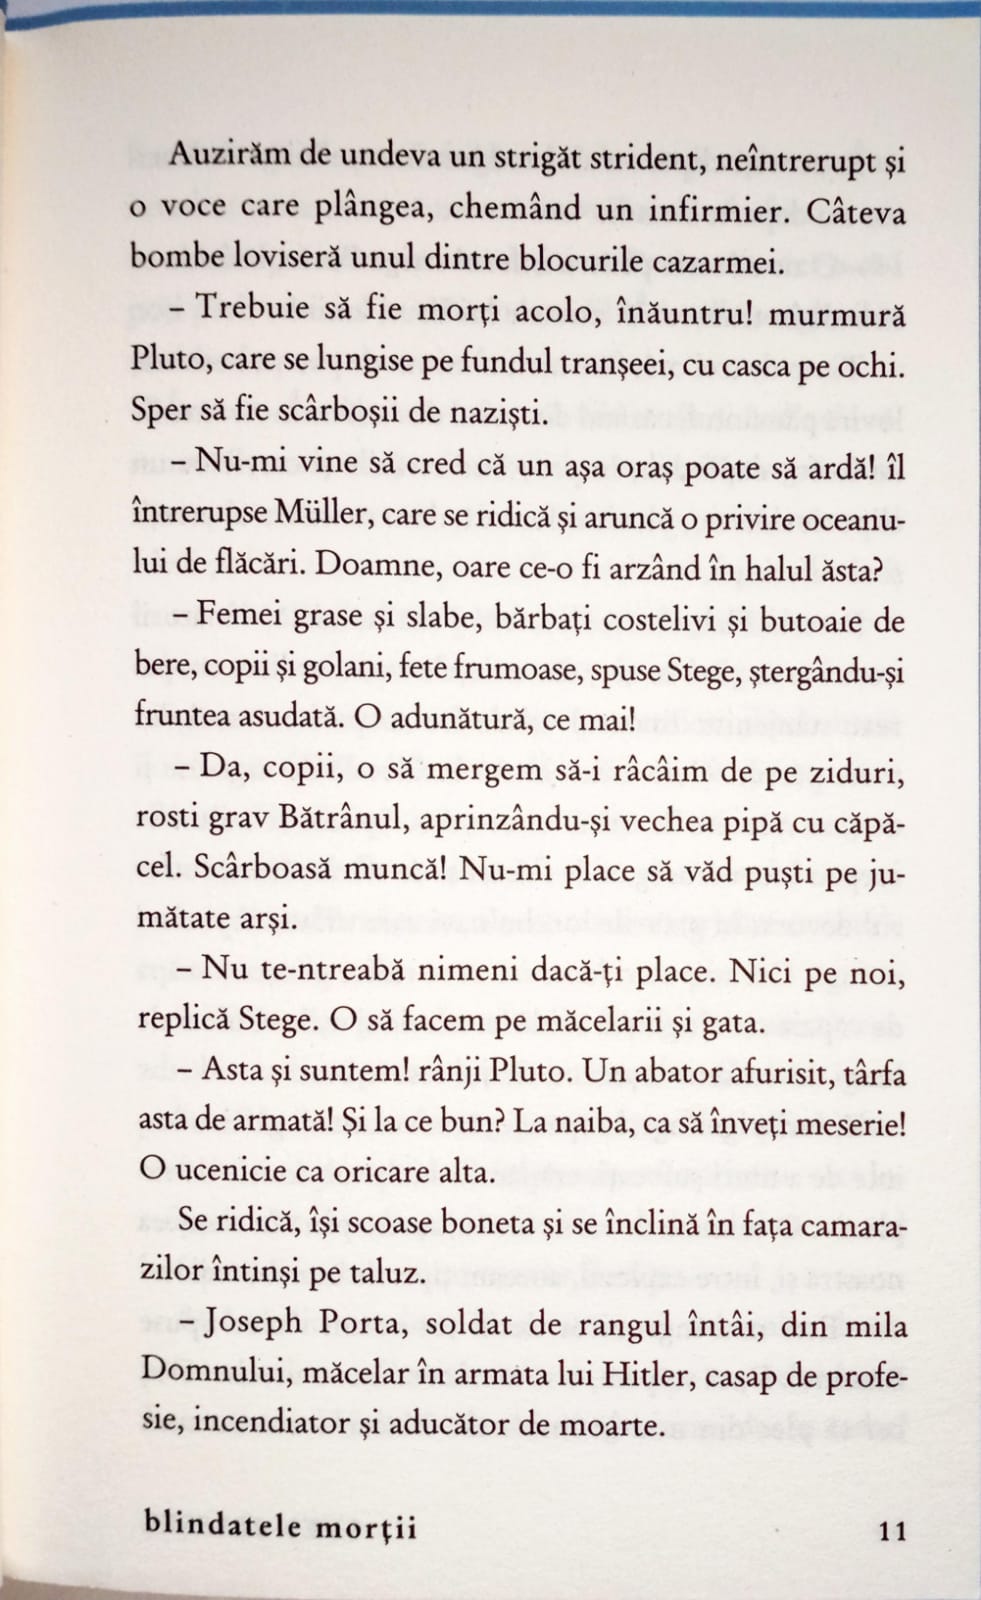 Auzirăm de undeva un strigăt strident, neîntrerupt și
o voce care plângea, chemând un infirmier. Câteva
bombe loviseră unul dintre blocurile cazarmei.
– Trebuie să fie morți acolo, înăuntru! murmură
Pluto, care se lungise pe fundul tranșeei, cu casca pe ochi.
Sper să fie scârboșii de naziști.
– Nu-mi vine să cred că un așa oraș poate să ardă! îl
întrerupse Müller, care se ridică și aruncă o privire oceanu-
lui de flăcări. Doamne, oare ce-o fi arzând în halul ăsta?
– Femei grase și slabe, bărbați costelivi și butoaie de
bere, copii și golani, fete frumoase, spuse Stege, ștergându-și
fruntea asudată. O adunătură, ce mai!
– Da, copii, o să mergem să-i râcâim de pe ziduri,
rosti grav Bătrânul, aprinzându-și vechea pipă cu căpă-
cel. Scârboasă muncă! Nu-mi place să văd puști pe ju-
mătate arși.
– Nu te-ntreabă nimeni dacă-ți place. Nici pe noi,
replică Stege. O să facem pe măcelarii și gata.
– Asta și suntem! rânji Pluto. Un abator afurisit, târfa
asta de armată! Și la ce bun? La naiba, ca să înveți meserie!
O ucenicie ca oricare alta.
Se ridică, își scoase boneta și se înclină în fața camara-
zilor întinși pe taluz.
– Joseph Porta, soldat de rangul întâi, din mila
Domnului, măcelar în armata lui Hitler, casap de profe-
sie, incendiator și aducător de moarte.
blindatele morții 11